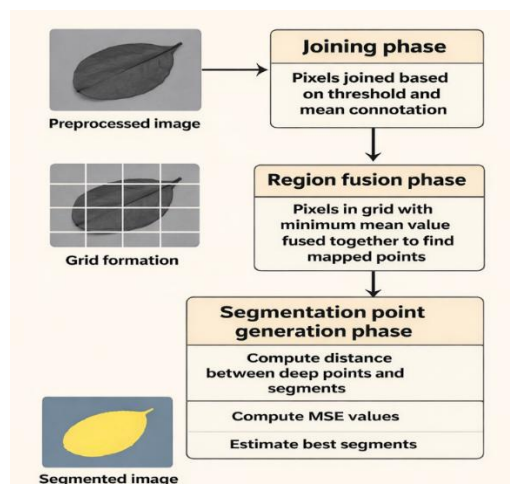 Joining phase
Pixels joined based
on threshold and
mean connotation
Preprocessed image
Region fusion phase
Pixels in grid with
minimum mean value
fused together to find
mapped points
Grid formation
Segmentation point
generation phase
Compute distance
between deep points and
segments
Compute MSE values
Estimate best segments
Segmented image